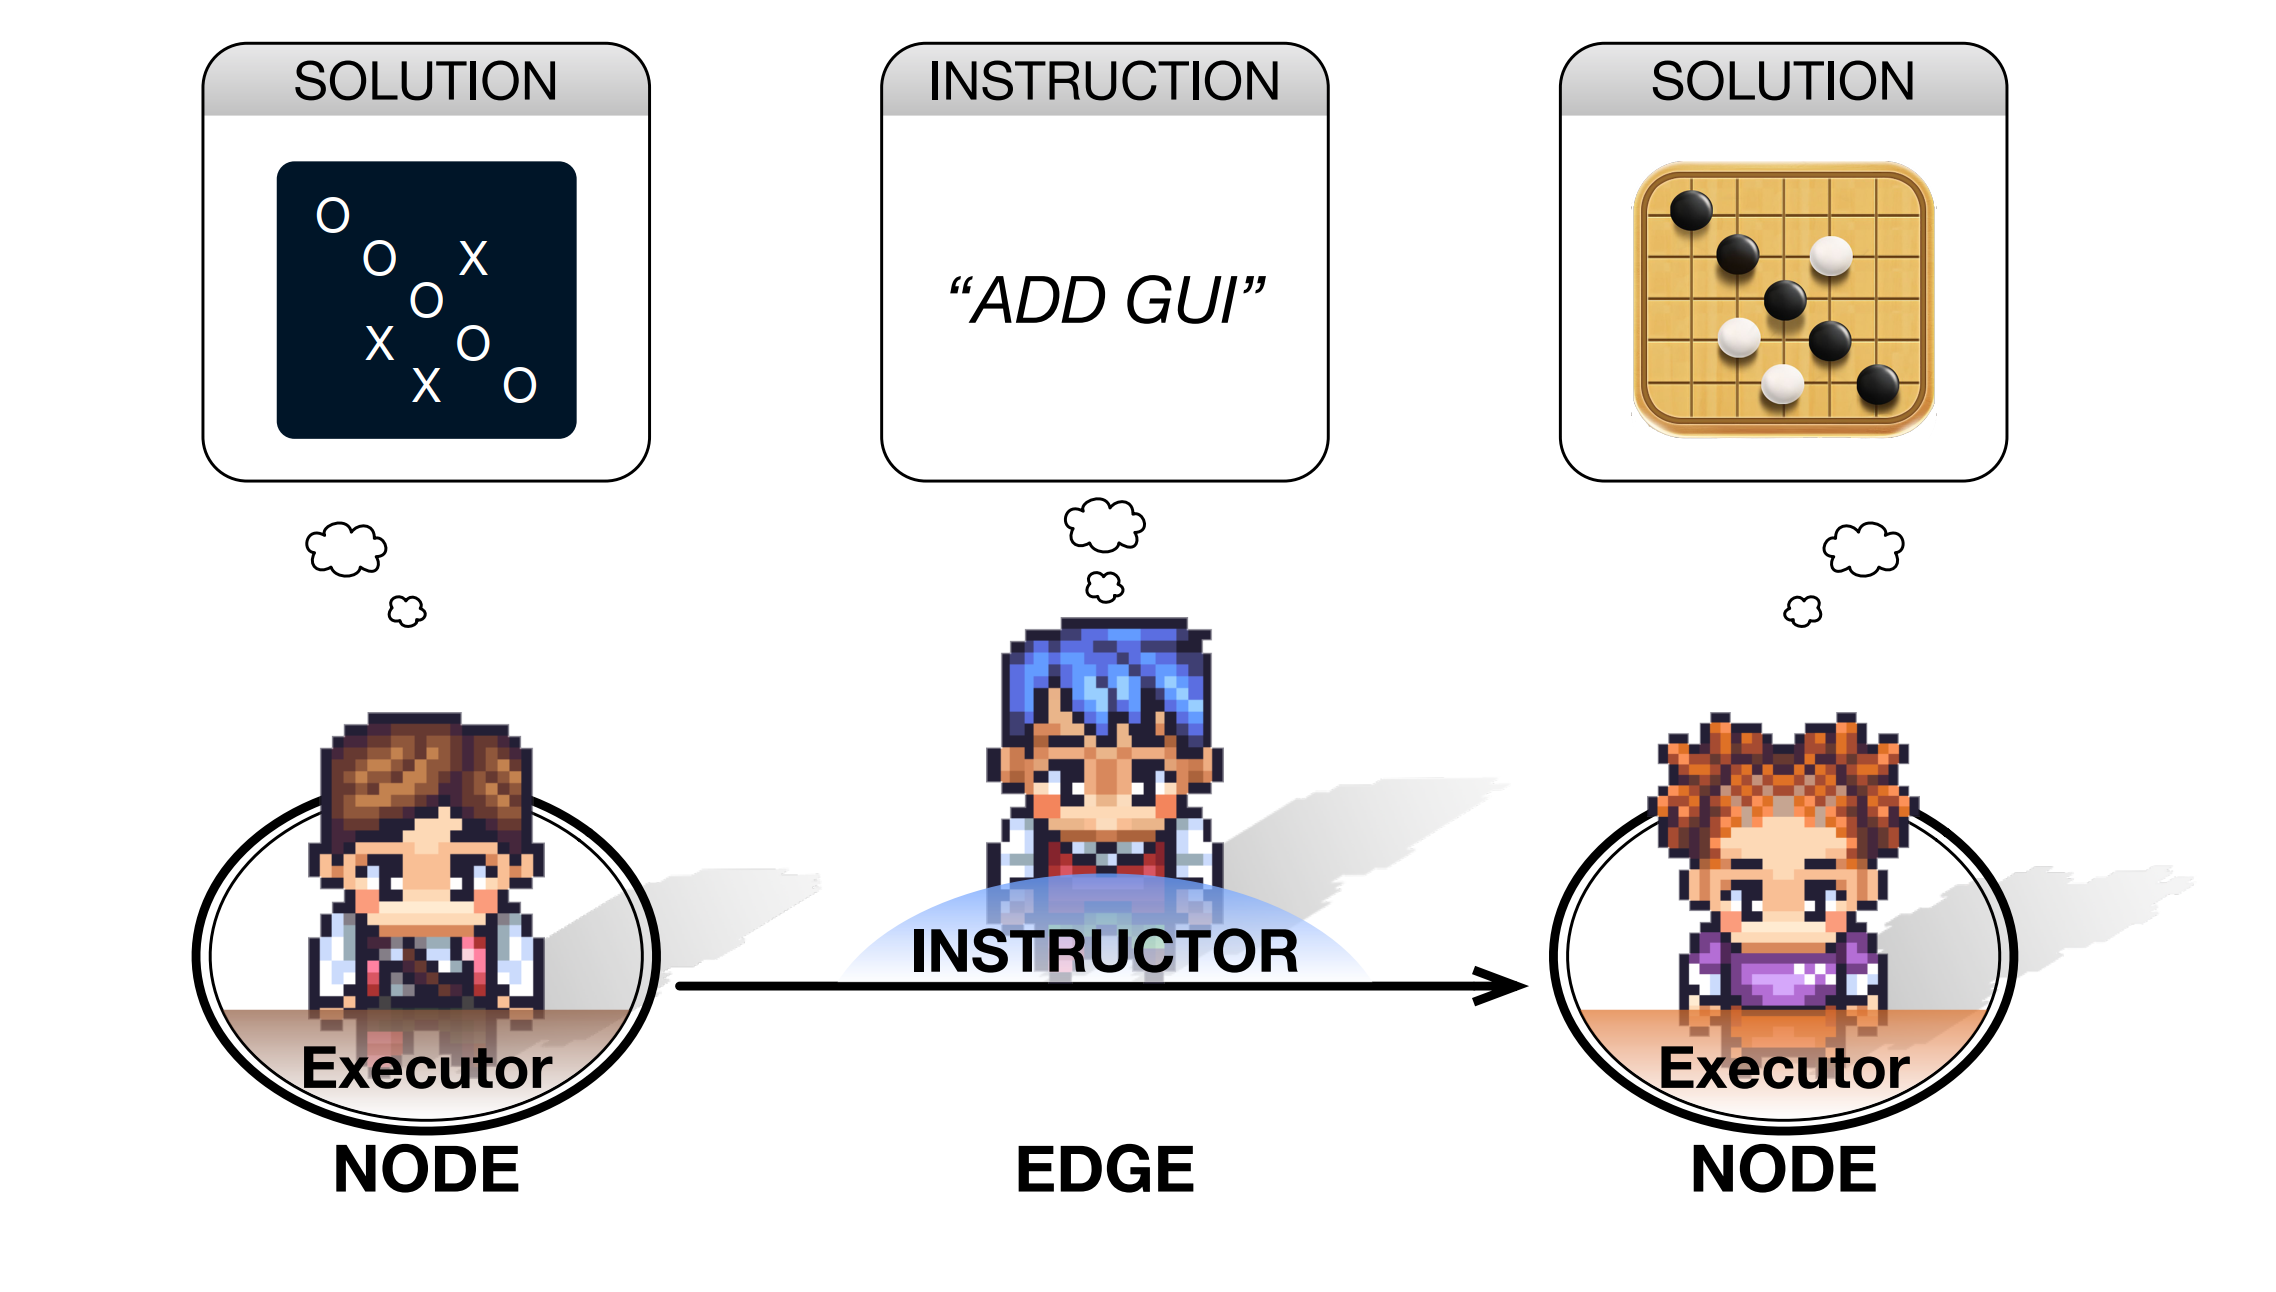 SOLUTION
INSTRUCTION
SOLUTION
O
O X
O
X O
X O
“ADD GUI”
INSTRUCTOR
Executor
Executor
NODE
EDGE
NODE